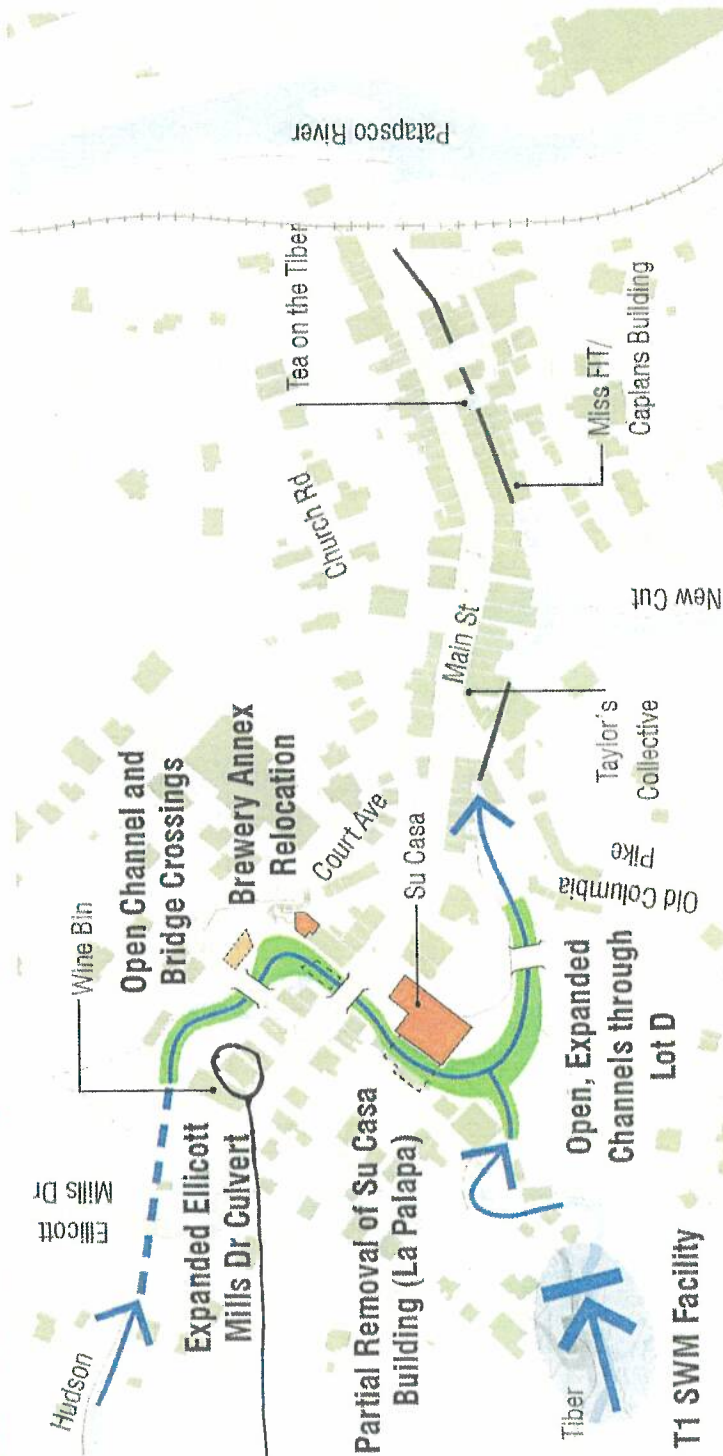 Hudson
Ellicott
Mills Dr
Wine Bin
Open Channel and
Bridge Crossings
Brewery Annex
Relocation
Court Ave
Church Rd
Tea on the Tiber
Patapsco River
Expanded Ellicott
Mills Dr Culvert
Main St
Su Casa
Partial Removal of Su Casa
Building (La Palapa)
Open, Expanded
Channels through
Lot D
Old Columbia
Pike
Taylor's
Collective
New Cut
Miss FIT/
Caplans Building
Tiber
T1 SWM Facility